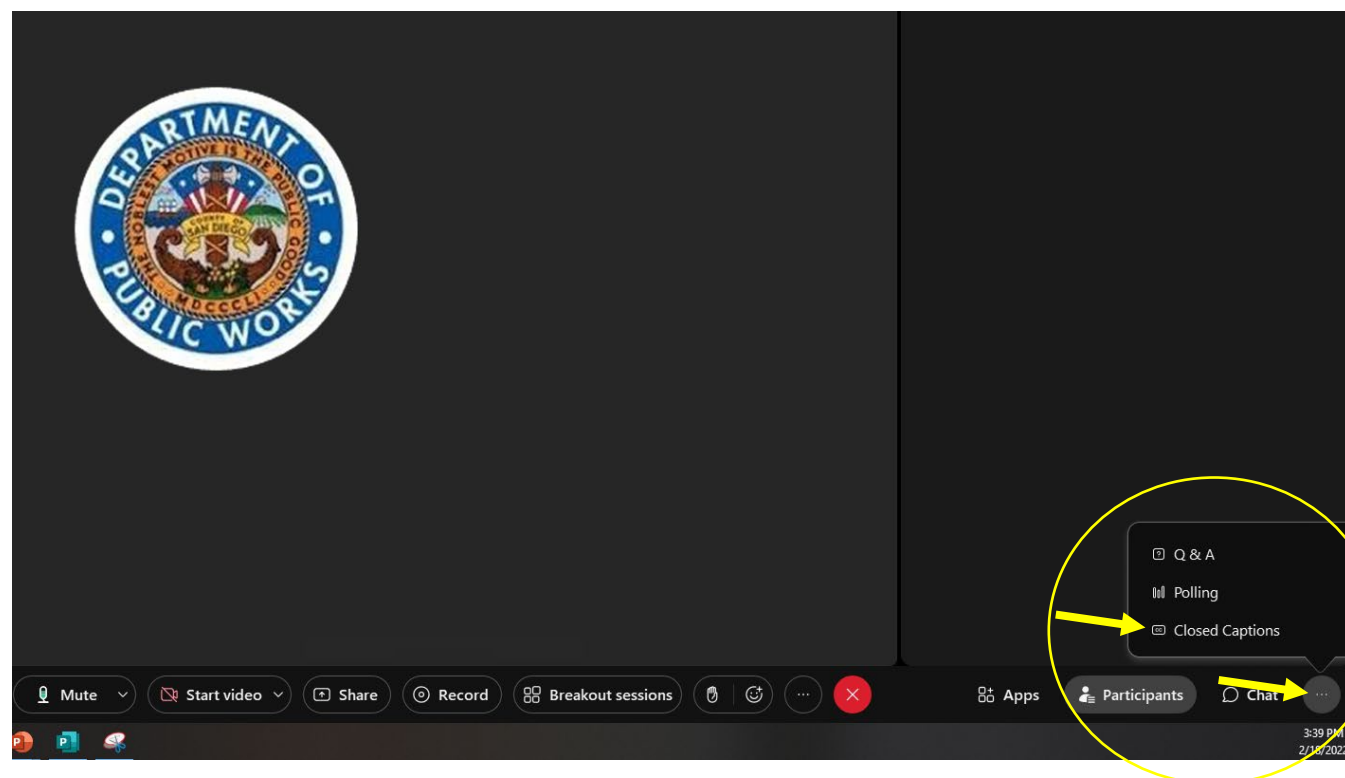 DEPARTMENT OF
PUBLIC WORKS
THE NOBLEST MOTIVE IS THE PUBLIC GOOD
COUNTY OF
SAN DIEGO
MDCCCLI
Q & A
Polling
CC Closed Captions
Mute
Start video
Share
Record
Breakout sessions
Apps
Participants
Chat
3:39 PM